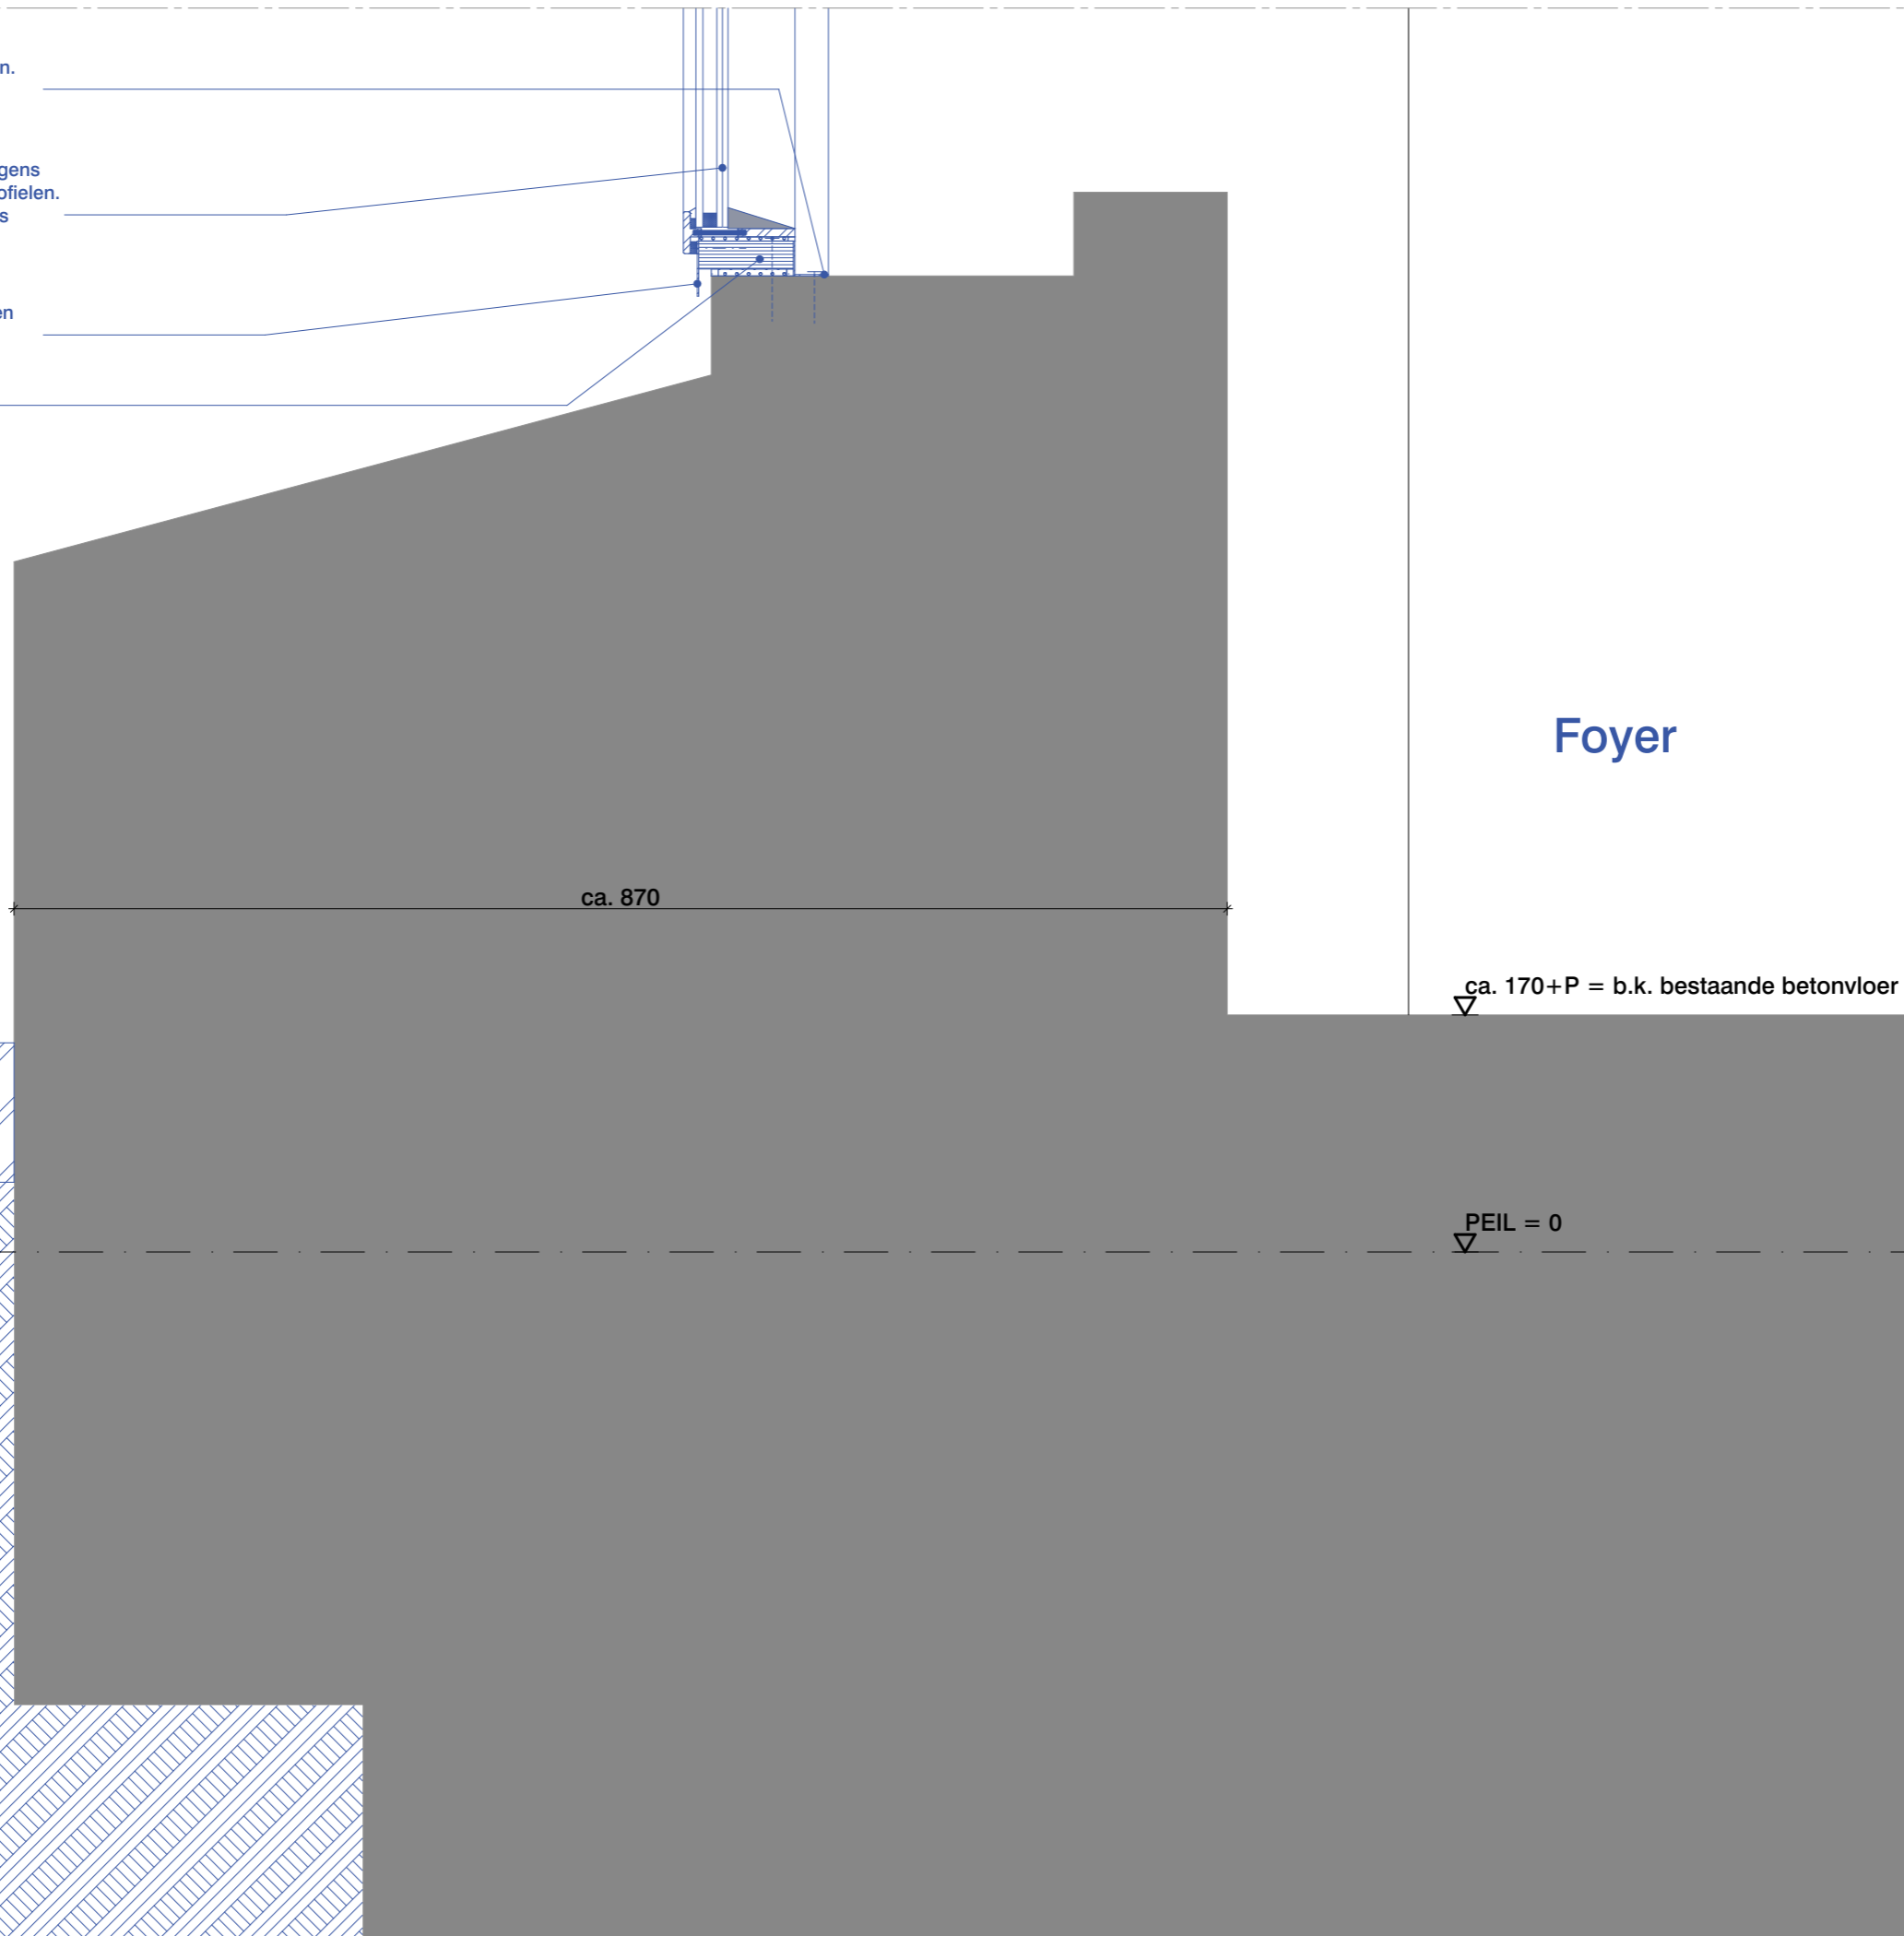 n.
gens
ofielen.
s
en
Foyer
ca. 870
ca. 170+P = b.k. bestaande betonvloer
PEIL = 0